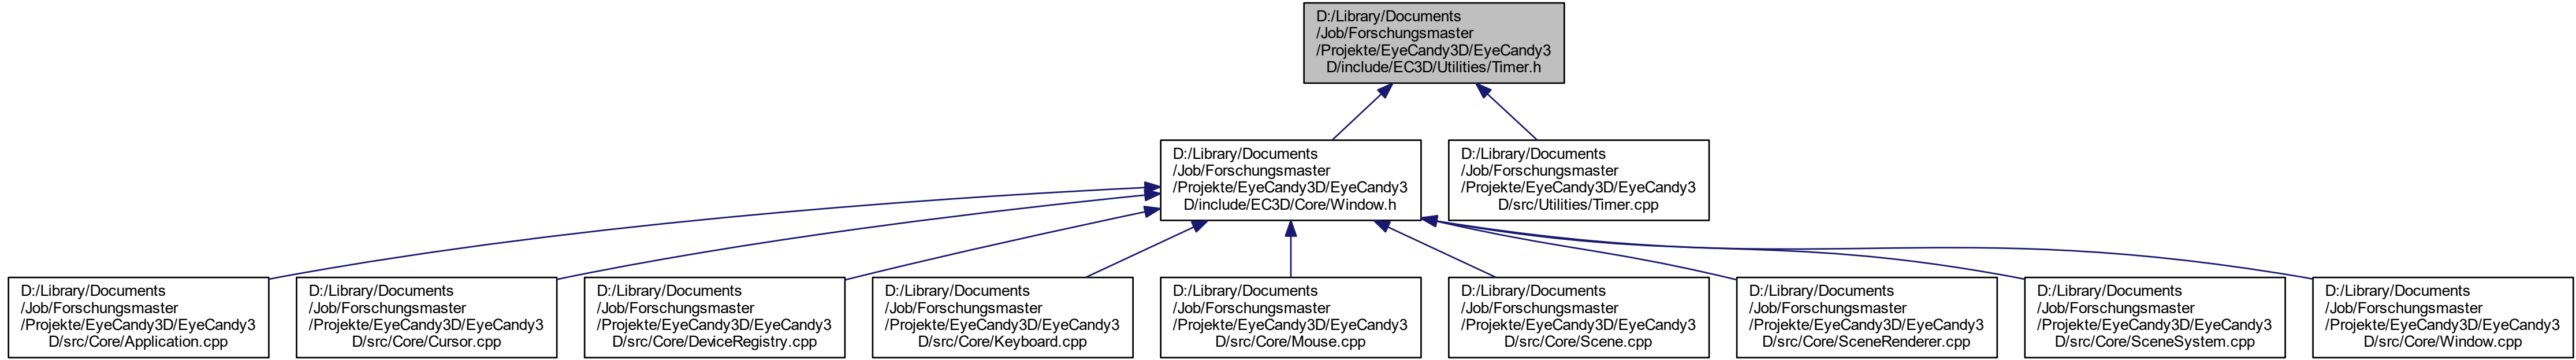 D:/Library/Documents
/Job/Forschungsmaster
/Projekte/EyeCandy3D/EyeCandy3
D/include/EC3D/Utilities/Timer.h
D:/Library/Documents
/Job/Forschungsmaster
/Projekte/EyeCandy3D/EyeCandy3
D/include/EC3D/Core/Window.h
D:/Library/Documents
/Job/Forschungsmaster
/Projekte/EyeCandy3D/EyeCandy3
D/src/Utilities/Timer.cpp
D:/Library/Documents
/Job/Forschungsmaster
/Projekte/EyeCandy3D/EyeCandy3
D/src/Core/Application.cpp
D:/Library/Documents
/Job/Forschungsmaster
/Projekte/EyeCandy3D/EyeCandy3
D/src/Core/Cursor.cpp
D:/Library/Documents
/Job/Forschungsmaster
/Projekte/EyeCandy3D/EyeCandy3
D/src/Core/DeviceRegistry.cpp
D:/Library/Documents
/Job/Forschungsmaster
/Projekte/EyeCandy3D/EyeCandy3
D/src/Core/Keyboard.cpp
D:/Library/Documents
/Job/Forschungsmaster
/Projekte/EyeCandy3D/EyeCandy3
D/src/Core/Mouse.cpp
D:/Library/Documents
/Job/Forschungsmaster
/Projekte/EyeCandy3D/EyeCandy3
D/src/Core/Scene.cpp
D:/Library/Documents
/Job/Forschungsmaster
/Projekte/EyeCandy3D/EyeCandy3
D/src/Core/SceneRenderer.cpp
D:/Library/Documents
/Job/Forschungsmaster
/Projekte/EyeCandy3D/EyeCandy3
D/src/Core/SceneSystem.cpp
D:/Library/Documents
/Job/Forschungsmaster
/Projekte/EyeCandy3D/EyeCandy3
D/src/Core/Window.cpp